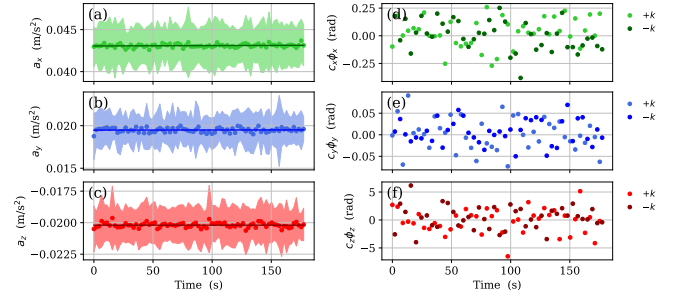 (a)
0.045
0.040
a_x (m/s²)
(b)
0.020
0.015
a_y (m/s²)
(c)
−0.0175
−0.0200
−0.0225
a_z (m/s²)
0
50
100
150
Time (s)
(d)
0.25
0.00
−0.25
c_xϕ_x (rad)
+k
−k
(e)
0.05
−0.05
c_yϕ_y (rad)
+k
−k
(f)
5
0
−5
c_zϕ_z (rad)
+k
−k
0
50
100
150
Time (s)